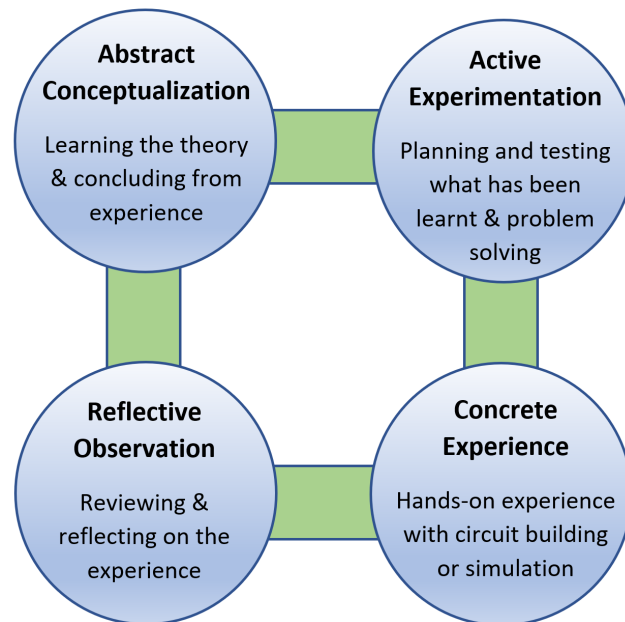 Abstract
Conceptualization
Learning the theory
& concluding from
experience
Active
Experimentation
Planning and testing
what has been
learnt & problem
solving
Reflective
Observation
Reviewing &
reflecting on the
experience
Concrete
Experience
Hands-on experience
with circuit building
or simulation